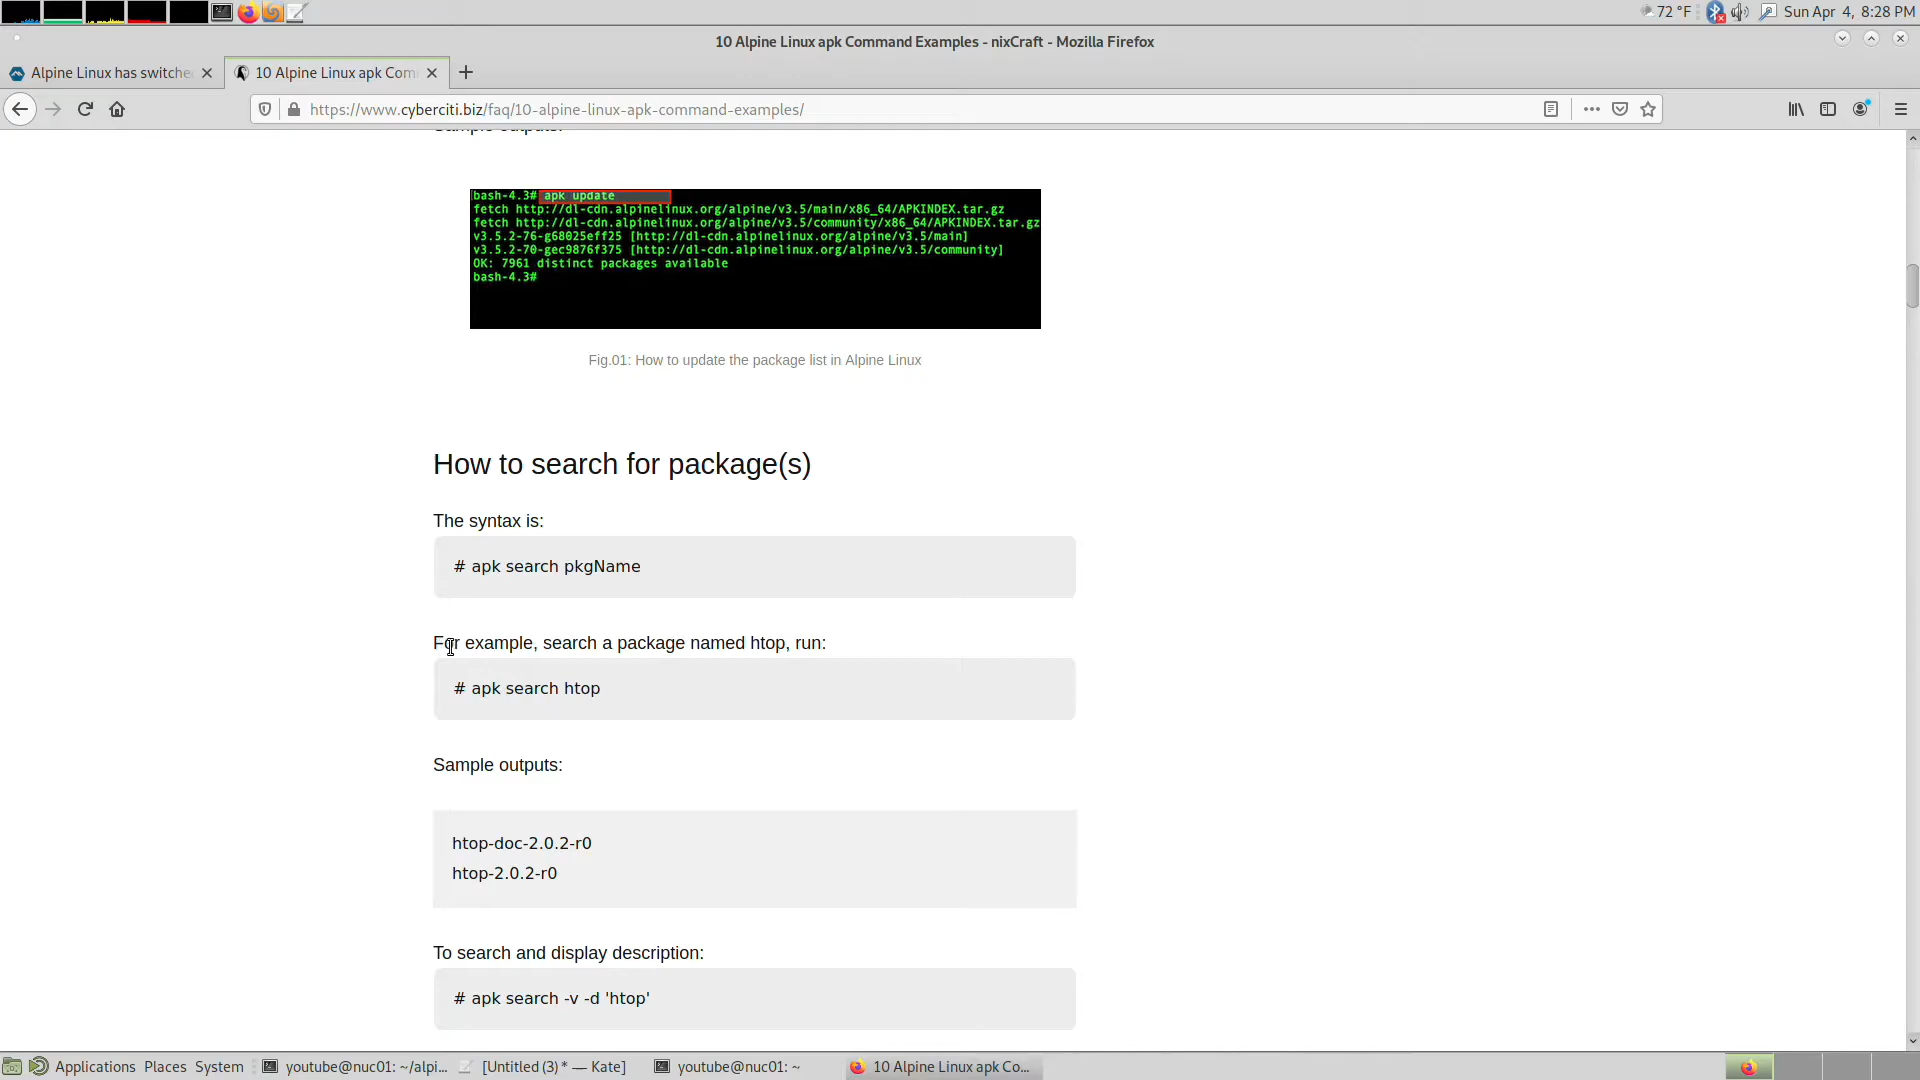 72 °F
Sun Apr 4, 8:28 PM
10 Alpine Linux apk Command Examples - nixCraft - Mozilla Firefox
Alpine Linux has switche
10 Alpine Linux apk Com
https://www.cyberciti.biz/faq/10-alpine-linux-apk-command-examples/
Sample outputs:
bash-4.3# apk update
fetch http://dl-cdn.alpinelinux.org/alpine/v3.5/main/x86_64/APKINDEX.tar.gz
fetch http://dl-cdn.alpinelinux.org/alpine/v3.5/community/x86_64/APKINDEX.tar.gz
v3.5.2-76-g68025eff25 [http://dl-cdn.alpinelinux.org/alpine/v3.5/main]
v3.5.2-70-gec9876f375 [http://dl-cdn.alpinelinux.org/alpine/v3.5/community]
OK: 7961 distinct packages available
bash-4.3#
Fig.01: How to update the package list in Alpine Linux
How to search for package(s)
The syntax is:
# apk search pkgName
For example, search a package named htop, run:
# apk search htop
Sample outputs:
htop-doc-2.0.2-r0
htop-2.0.2-r0
To search and display description:
# apk search -v -d 'htop'
Applications Places System
youtube@nuc01: ~/alpi...
[Untitled (3) * — Kate]
youtube@nuc01: ~
10 Alpine Linux apk Co...